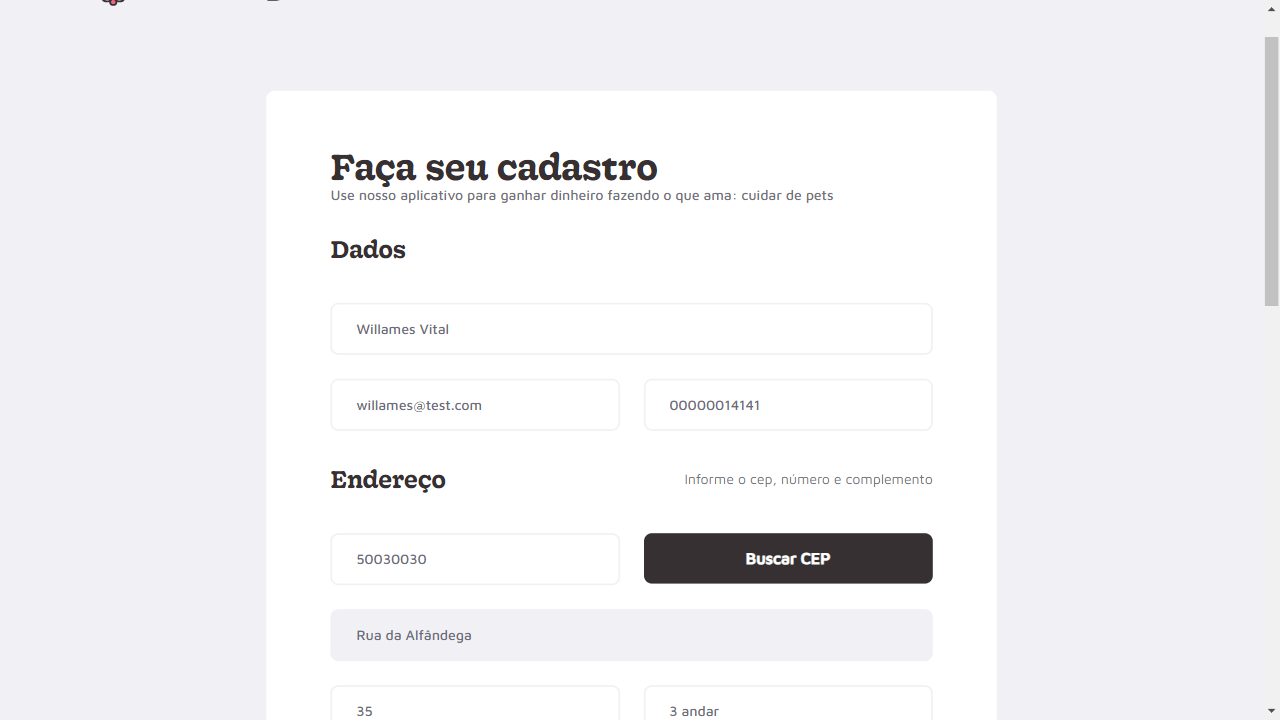 Faça seu cadastro
Use nosso aplicativo para ganhar dinheiro fazendo o que ama: cuidar de pets
Dados
Willames Vital
willames@test.com
00000014141
Endereço
Informe o cep, número e complemento
50030030
Buscar CEP
Rua da Alfândega
35
3 andar